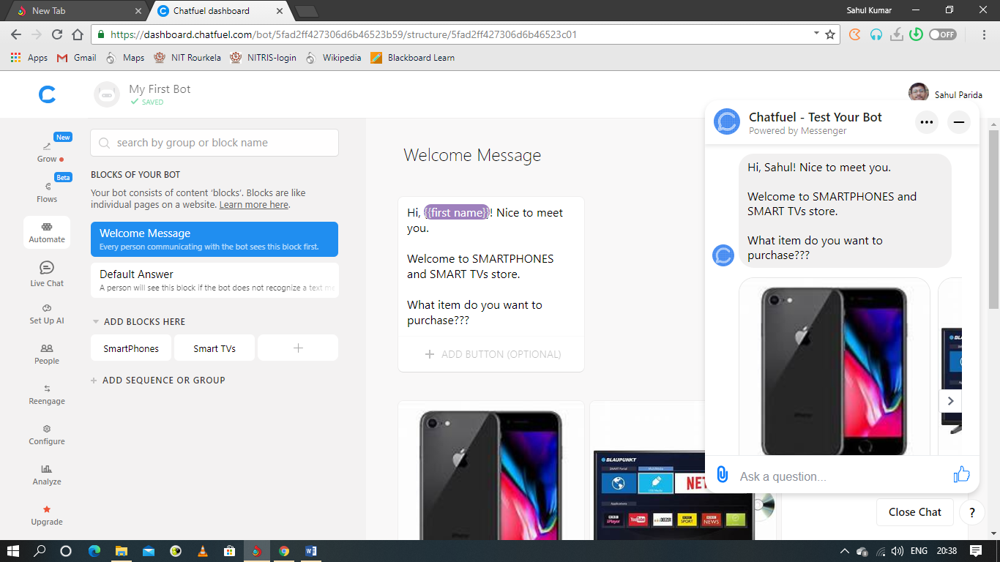 New Tab
Chatfuel dashboard
Sahul Kumar
https://dashboard.chatfuel.com/bot/5fad2ff427306d6b46523b59/structure/5fad2ff427306d6b46523c01
OFF
Apps
Gmail
Maps
NIT Rourkela
NITRIS-login
Wikipedia
Blackboard Learn
My First Bot
SAVED
Sahul Parida
New
Grow
Beta
Flows
Automate
Live Chat
Set Up AI
People
Reengage
Configure
Analyze
Upgrade
search by group or block name
BLOCKS OF YOUR BOT
Your bot consists of content ‘blocks’. Blocks are like
individual pages on a website. Learn more here.
Welcome Message
Every person communicating with the bot sees this block first.
Default Answer
A person will see this block if the bot does not recognize a text me
ADD BLOCKS HERE
SmartPhones
Smart TVs
+
+ ADD SEQUENCE OR GROUP
Welcome Message
Hi, {{first name}}! Nice to meet
you.
Welcome to SMARTPHONES
and SMART TVs store.
What item do you want to
purchase???
+ ADD BUTTON (OPTIONAL)
BLAUPUNKT
NET
YouTube
DEEZER
BBC
SPORT
BBC
NEWS
Chatfuel - Test Your Bot
Powered by Messenger
Hi, Sahul! Nice to meet you.
Welcome to SMARTPHONES and
SMART TVs store.
What item do you want to
purchase???
Ask a question...
Close Chat
?
ENG
20:38